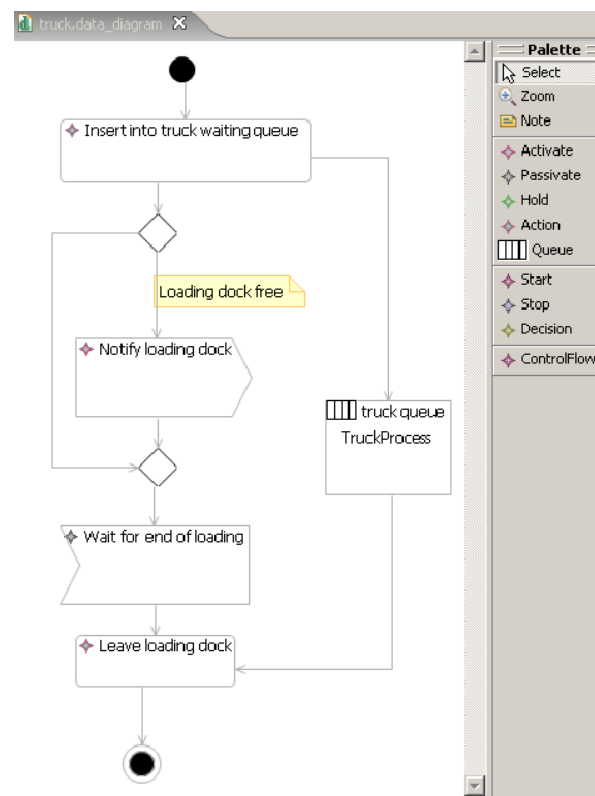 truck.data_diagram
Insert into truck waiting queue
Loading dock free
Notify loading dock
truck queue
TruckProcess
Wait for end of loading
Leave loading dock
Palette
Select
Zoom
Note
Activate
Passivate
Hold
Action
Queue
Start
Stop
Decision
ControlFlow